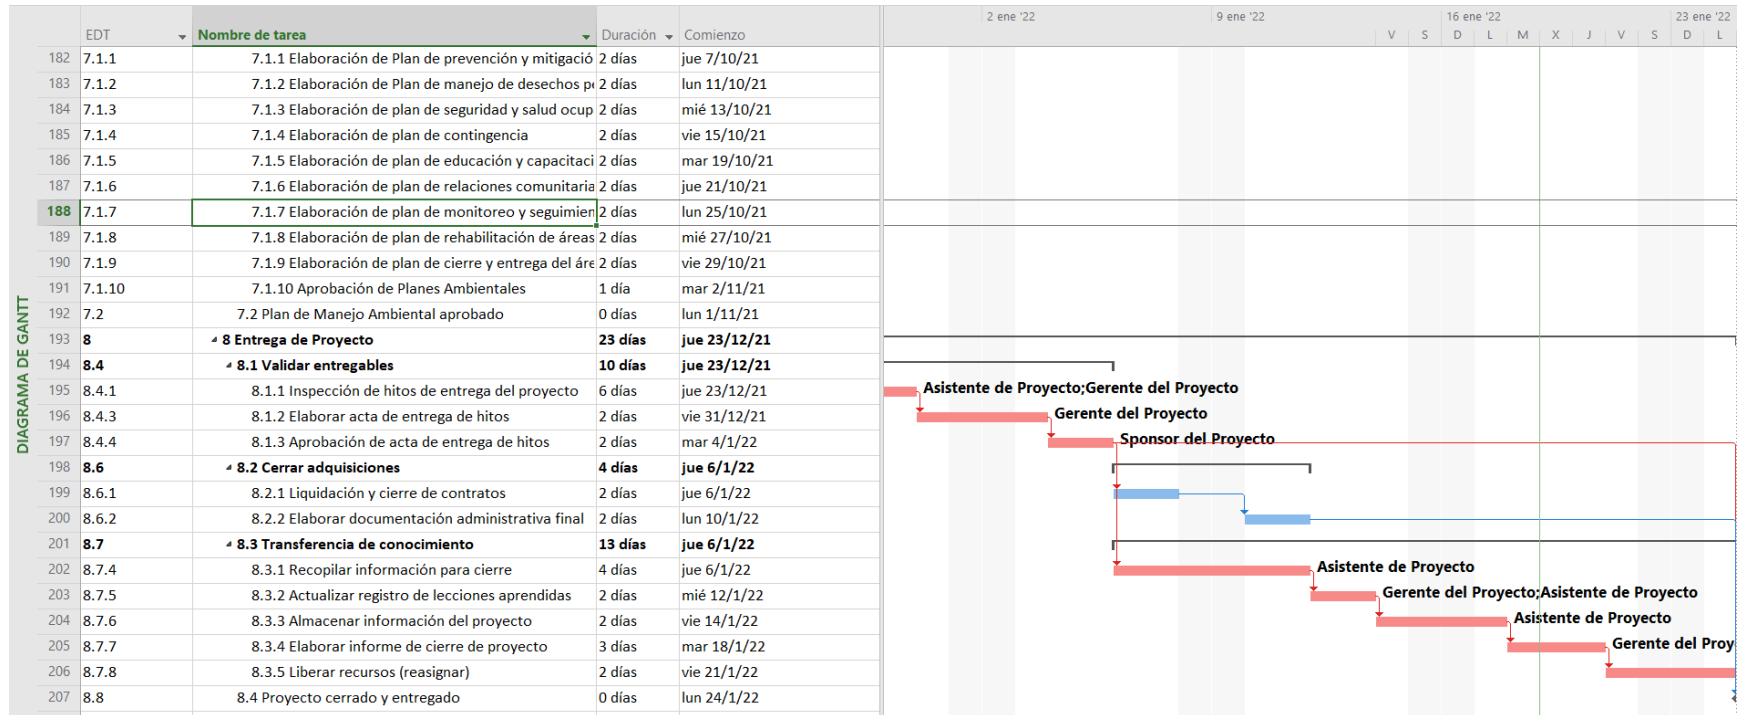 2 ene '22 9 ene '22 16 ene '22 23 ene '22
EDT Nombre de tarea Duración Comienzo V S D L M X J V S D L
182 7.1.1 7.1.1 Elaboración de Plan de prevención y mitigació 2 días jue 7/10/21
183 7.1.2 7.1.2 Elaboración de Plan de manejo de desechos pe 2 días lun 11/10/21
184 7.1.3 7.1.3 Elaboración de plan de seguridad y salud ocup 2 días mié 13/10/21
185 7.1.4 7.1.4 Elaboración de plan de contingencia 2 días vie 15/10/21
186 7.1.5 7.1.5 Elaboración de plan de educación y capacitaci 2 días mar 19/10/21
187 7.1.6 7.1.6 Elaboración de plan de relaciones comunitaria 2 días jue 21/10/21
188 7.1.7 7.1.7 Elaboración de plan de monitoreo y seguimien 2 días lun 25/10/21
189 7.1.8 7.1.8 Elaboración de plan de rehabilitación de áreas 2 días mié 27/10/21
190 7.1.9 7.1.9 Elaboración de plan de cierre y entrega del áre 2 días vie 29/10/21
191 7.1.10 7.1.10 Aprobación de Planes Ambientales 1 día mar 2/11/21
192 7.2 7.2 Plan de Manejo Ambiental aprobado 0 días lun 1/11/21
193 8 8 Entrega de Proyecto 23 días jue 23/12/21
194 8.4 8.1 Validar entregables 10 días jue 23/12/21
195 8.4.1 8.1.1 Inspección de hitos de entrega del proyecto 6 días jue 23/12/21 Asistente de Proyecto;Gerente del Proyecto
196 8.4.3 8.1.2 Elaborar acta de entrega de hitos 2 días vie 31/12/21 Gerente del Proyecto
197 8.4.4 8.1.3 Aprobación de acta de entrega de hitos 2 días mar 4/1/22 Sponsor del Proyecto
198 8.6 8.2 Cerrar adquisiciones 4 días jue 6/1/22
199 8.6.1 8.2.1 Liquidación y cierre de contratos 2 días jue 6/1/22
200 8.6.2 8.2.2 Elaborar documentación administrativa final 2 días lun 10/1/22
201 8.7 8.3 Transferencia de conocimiento 13 días jue 6/1/22
202 8.7.4 8.3.1 Recopilar información para cierre 4 días jue 6/1/22 Asistente de Proyecto
203 8.7.5 8.3.2 Actualizar registro de lecciones aprendidas 2 días mié 12/1/22 Gerente del Proyecto;Asistente de Proyecto
204 8.7.6 8.3.3 Almacenar información del proyecto 2 días vie 14/1/22 Asistente de Proyecto
205 8.7.7 8.3.4 Elaborar informe de cierre de proyecto 3 días mar 18/1/22 Gerente del Proy
206 8.7.8 8.3.5 Liberar recursos (reasignar) 2 días vie 21/1/22
207 8.8 8.4 Proyecto cerrado y entregado 0 días lun 24/1/22
DIAGRAMA DE GANTT